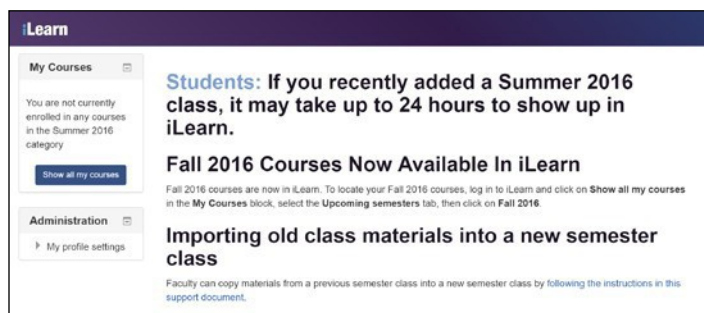 iLearn
My Courses
You are not currently
enrolled in any courses
in the Summer 2016
category
Show all my courses
Administration
My profile settings
Students: If you recently added a Summer 2016
class, it may take up to 24 hours to show up in
iLearn.
Fall 2016 Courses Now Available In iLearn
Fall 2016 courses are now in iLearn. To locate your Fall 2016 courses, log in to iLearn and click on Show all my courses
in the My Courses block, select the Upcoming semesters tab, then click on Fall 2016.
Importing old class materials into a new semester
class
Faculty can copy materials from a previous semester class into a new semester class by following the instructions in this
support document.